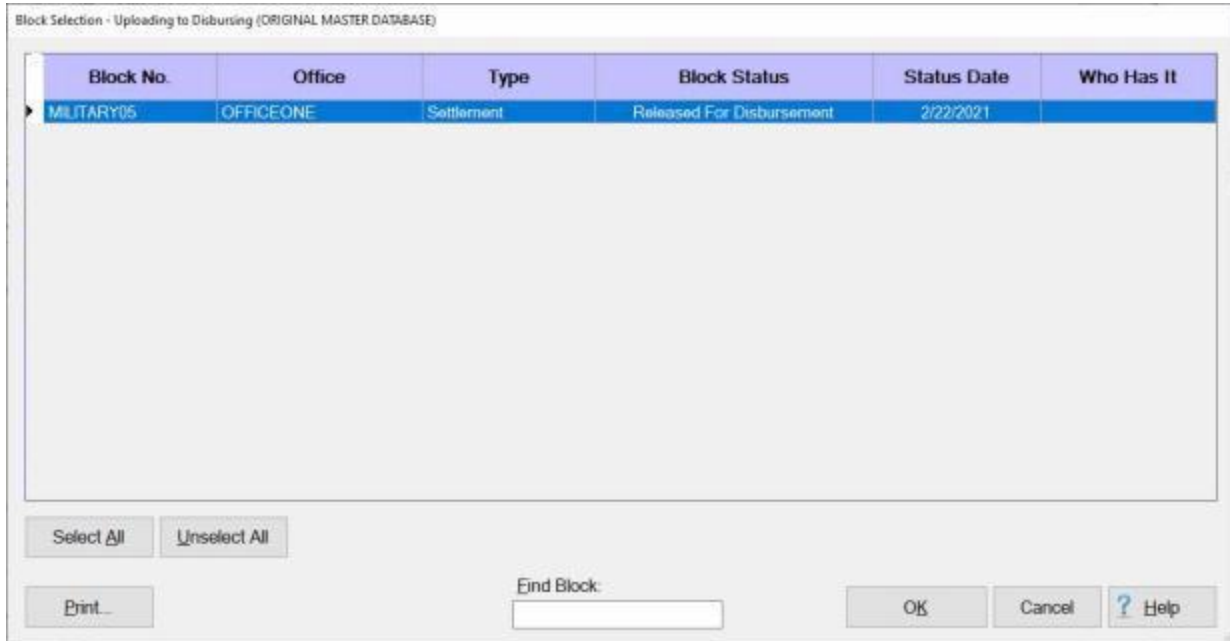 Block Selection - Uploading to Disbursing (ORIGINAL MASTER DATABASE)
Block No. Office Type Block Status Status Date Who Has It
MILITARY05 OFFICEONE Settlement Released For Disbursement 2/22/2021
Select All Unselect All
Find Block:
Print... OK Cancel ? Help